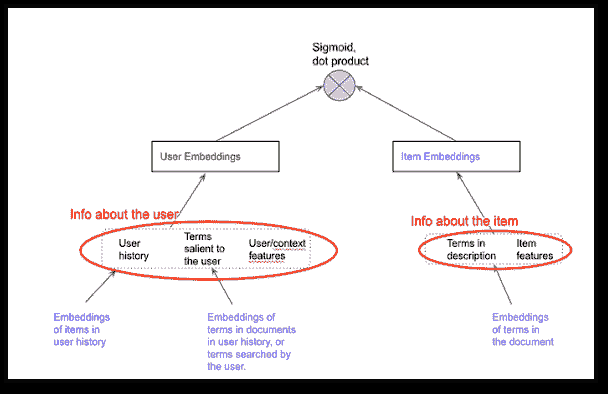 Sigmoid,
dot product
User Embeddings
Item Embeddings
Info about the user
Info about the item
User
history
Terms
salient to
the user
User/context
features
Terms in
description
Item
features
Embeddings
of items in
user history
Embeddings of
terms in documents
in user history, or
terms searched by
the user.
Embeddings
of terms in
the document